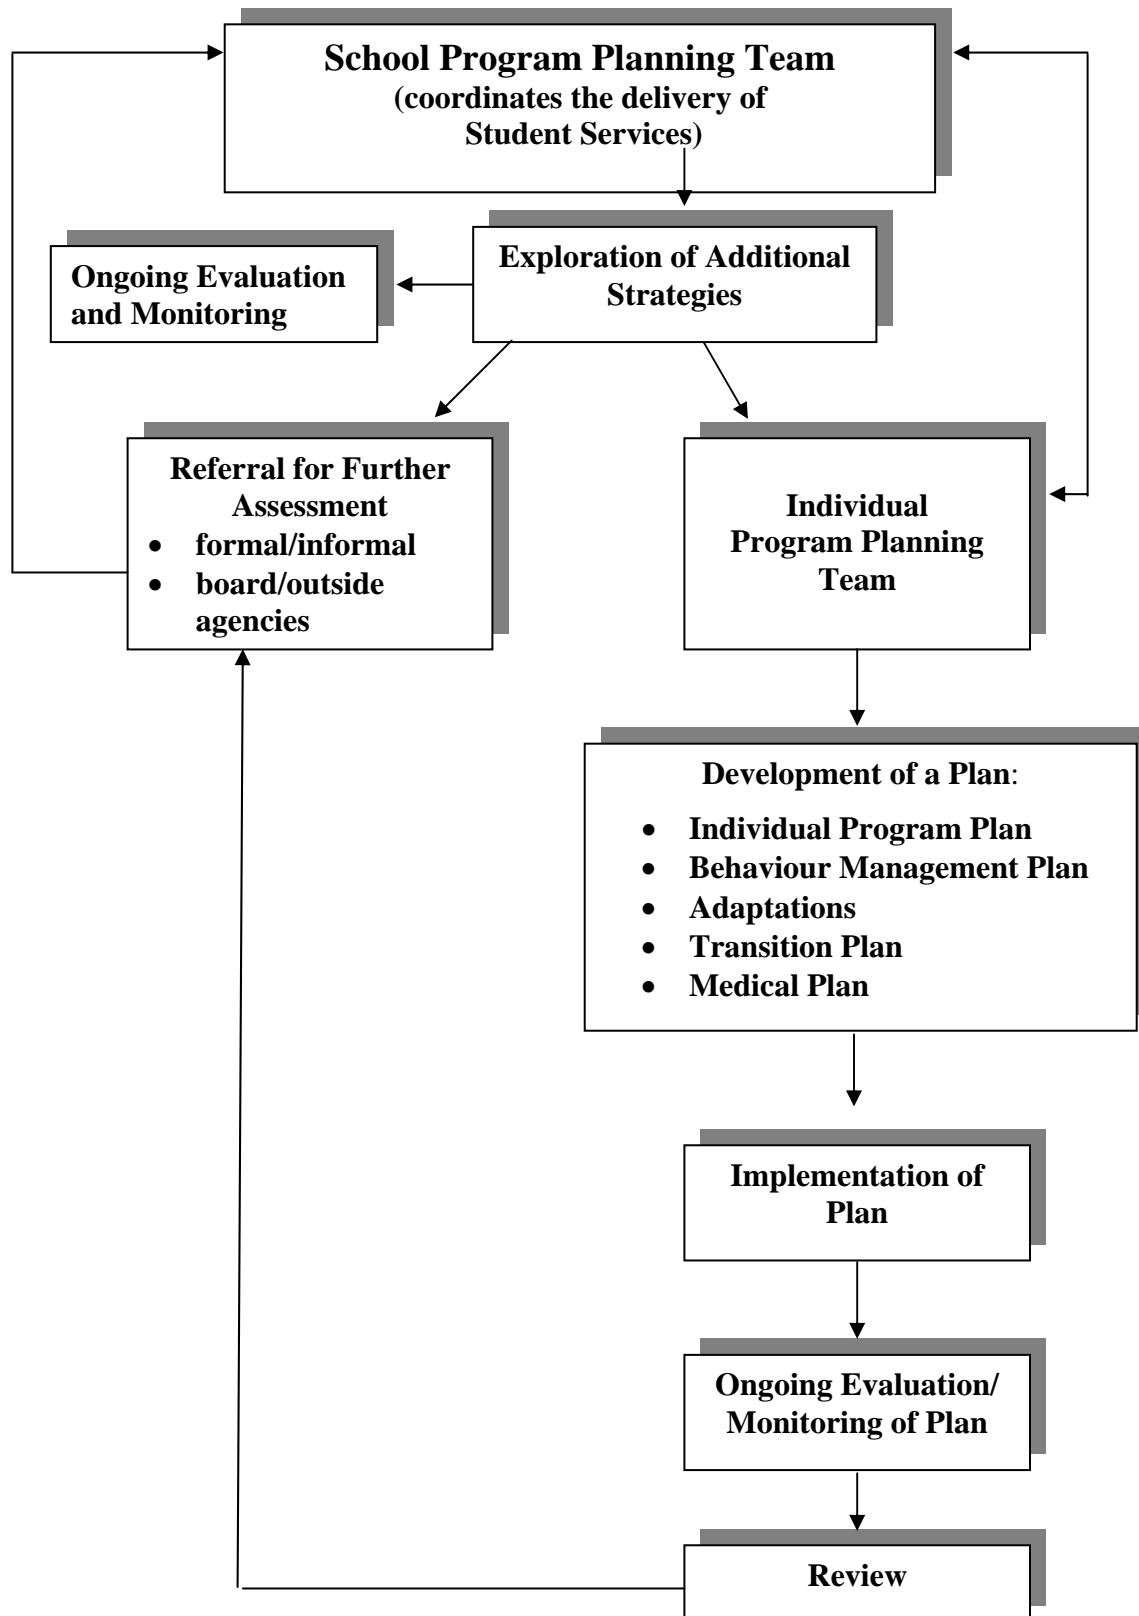 School Program Planning Team
(coordinates the delivery of
Student Services)
Exploration of Additional
Strategies
Ongoing Evaluation
and Monitoring
Referral for Further
Assessment
• formal/informal
• board/outside
agencies
Individual
Program Planning
Team
Development of a Plan:
• Individual Program Plan
• Behaviour Management Plan
• Adaptations
• Transition Plan
• Medical Plan
Implementation of
Plan
Ongoing Evaluation/
Monitoring of Plan
Review